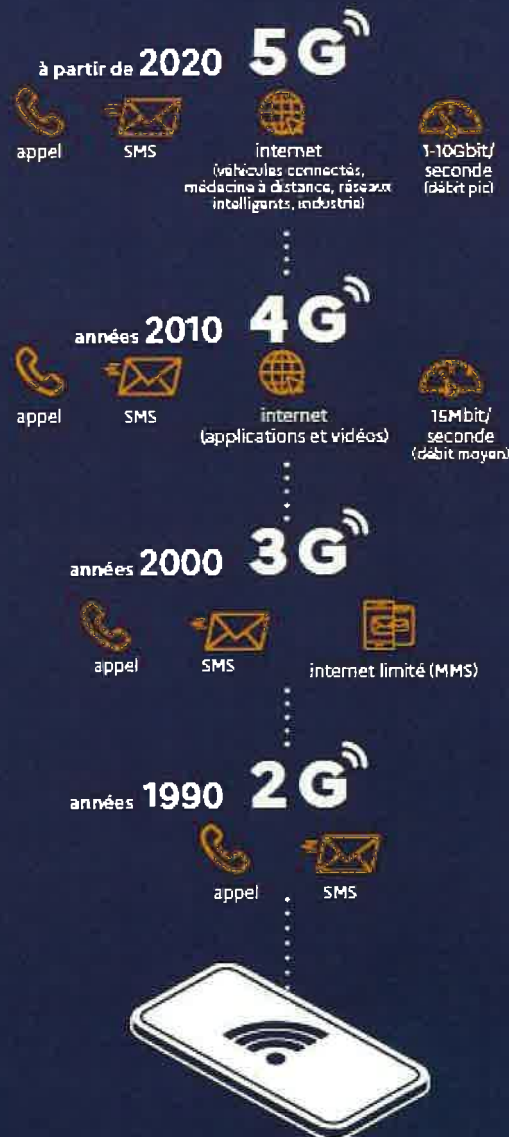 à partir de 2020 5G
appel
SMS
internet
(véhicules connectés,
médecine à distance, réseaux
intelligents, industrie)
1-10Gbit/
seconde
(débit pic)
années 2010 4G
appel
SMS
internet
(applications et vidéos)
15Mbit/
seconde
(débit moyen)
années 2000 3G
appel
SMS
internet limité (MMS)
années 1990 2G
appel
SMS